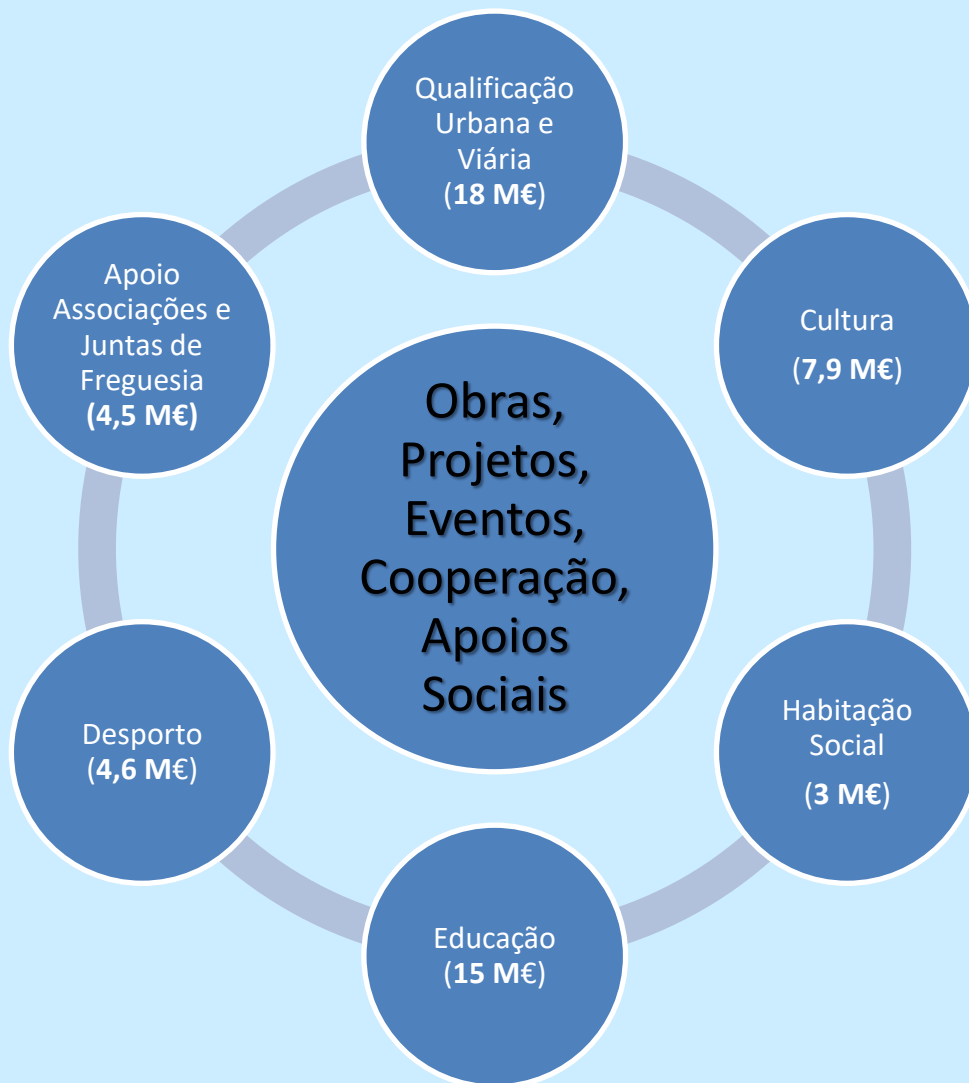 Qualificação
Urbana e
Viária
(18 M€)
Apoio
Associações e
Juntas de
Freguesia
(4,5 M€)
Cultura
(7,9 M€)
Obras,
Projetos,
Eventos,
Cooperação,
Apoios
Sociais
Desporto
(4,6 M€)
Habitação
Social
(3 M€)
Educação
(15 M€)